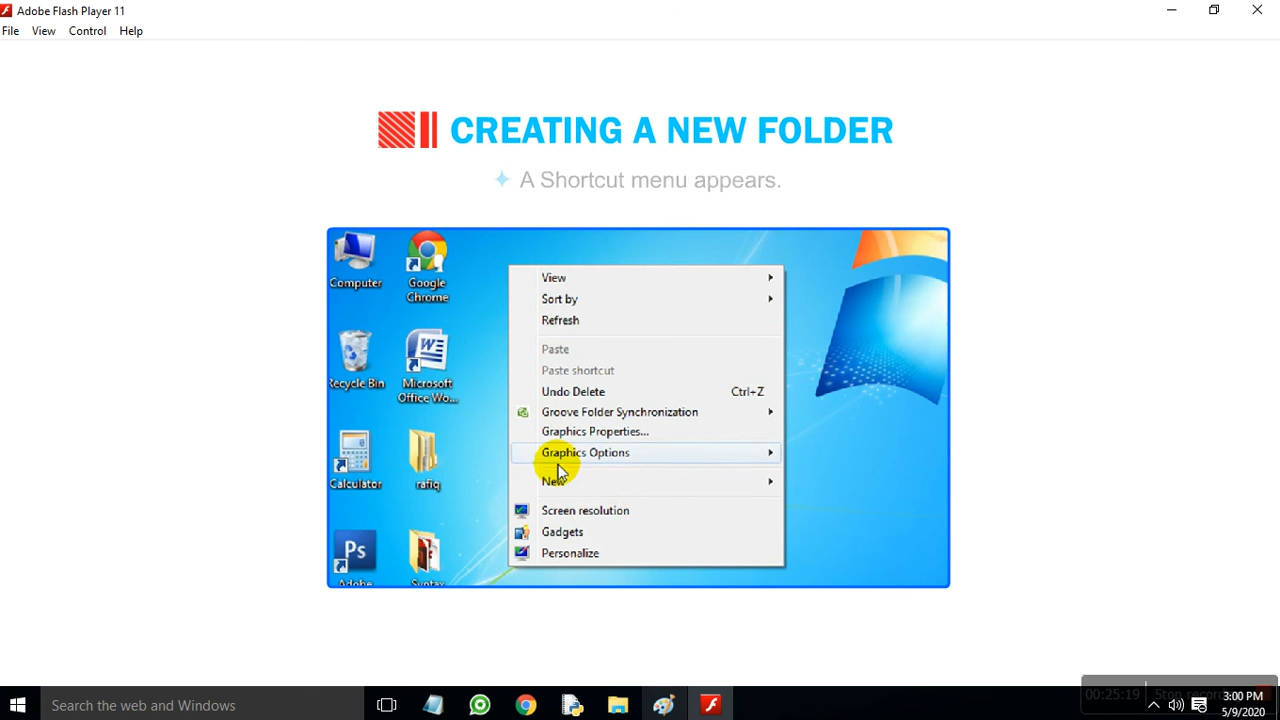 Adobe Flash Player 11
File View Control Help
CREATING A NEW FOLDER
A Shortcut menu appears.
Computer
Google
Chrome
Recycle Bin
Microsoft
Office Wo...
Calculator
rafiq
Ps
Adobe
Syntax
View
Sort by
Refresh
Paste
Paste shortcut
Undo Delete Ctrl+Z
Groove Folder Synchronization
Graphics Properties...
Graphics Options
New
Screen resolution
Gadgets
Personalize
Search the web and Windows
00:25:19 Stop
3:00 PM
5/9/2020